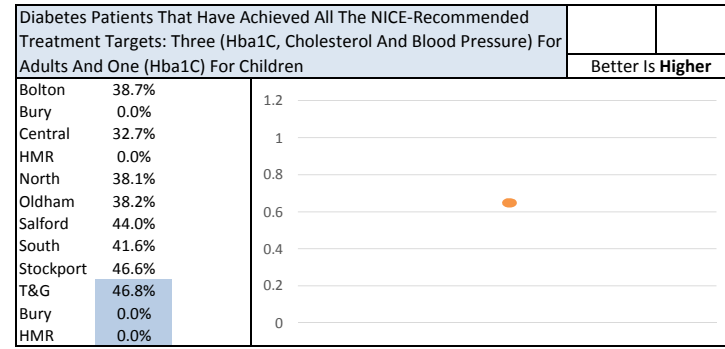 Diabetes Patients That Have Achieved All The NICE-Recommended
Treatment Targets: Three (Hba1C, Cholesterol And Blood Pressure) For
Adults And One (Hba1C) For Children
Better Is Higher
Bolton 38.7%
Bury 0.0%
Central 32.7%
HMR 0.0%
North 38.1%
Oldham 38.2%
Salford 44.0%
South 41.6%
Stockport 46.6%
T&G 46.8%
Bury 0.0%
HMR 0.0%
1.2
1
0.8
0.6
0.4
0.2
0